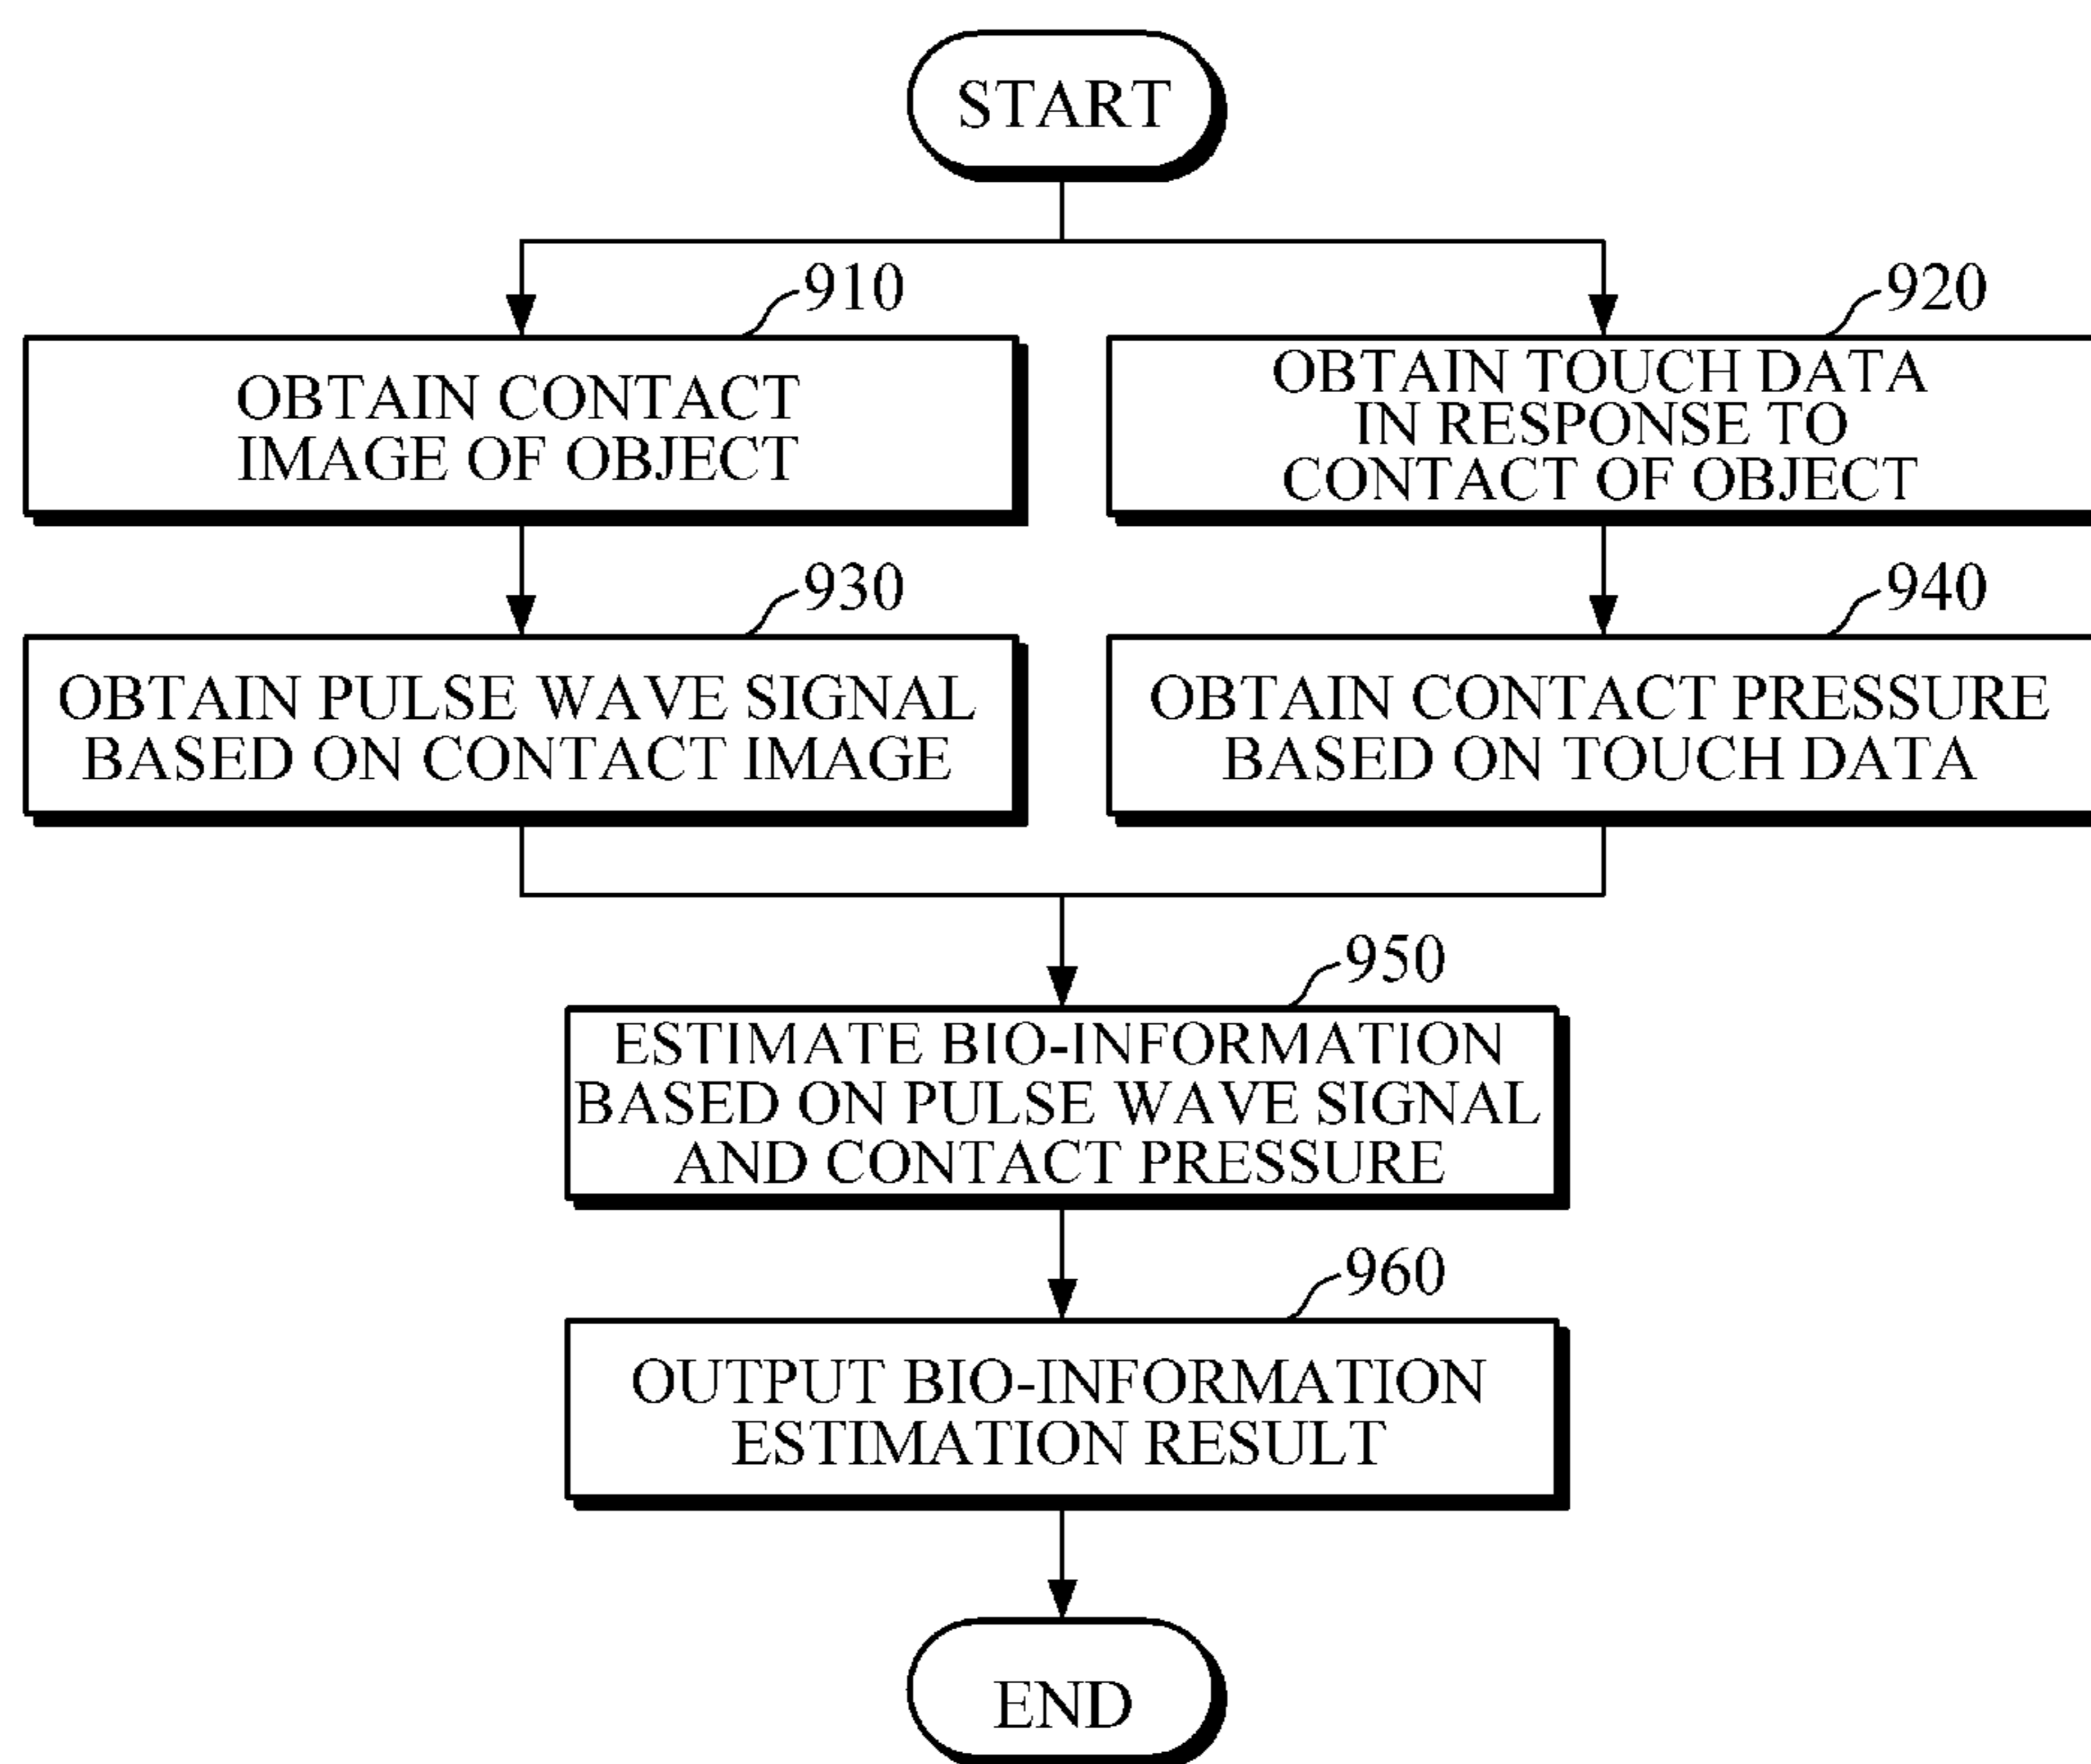 START
910
OBTAIN CONTACT
IMAGE OF OBJECT
920
OBTAIN TOUCH DATA
IN RESPONSE TO
CONTACT OF OBJECT
930
OBTAIN PULSE WAVE SIGNAL
BASED ON CONTACT IMAGE
940
OBTAIN CONTACT PRESSURE
BASED ON TOUCH DATA
950
ESTIMATE BIO-INFORMATION
BASED ON PULSE WAVE SIGNAL
AND CONTACT PRESSURE
960
OUTPUT BIO-INFORMATION
ESTIMATION RESULT
END